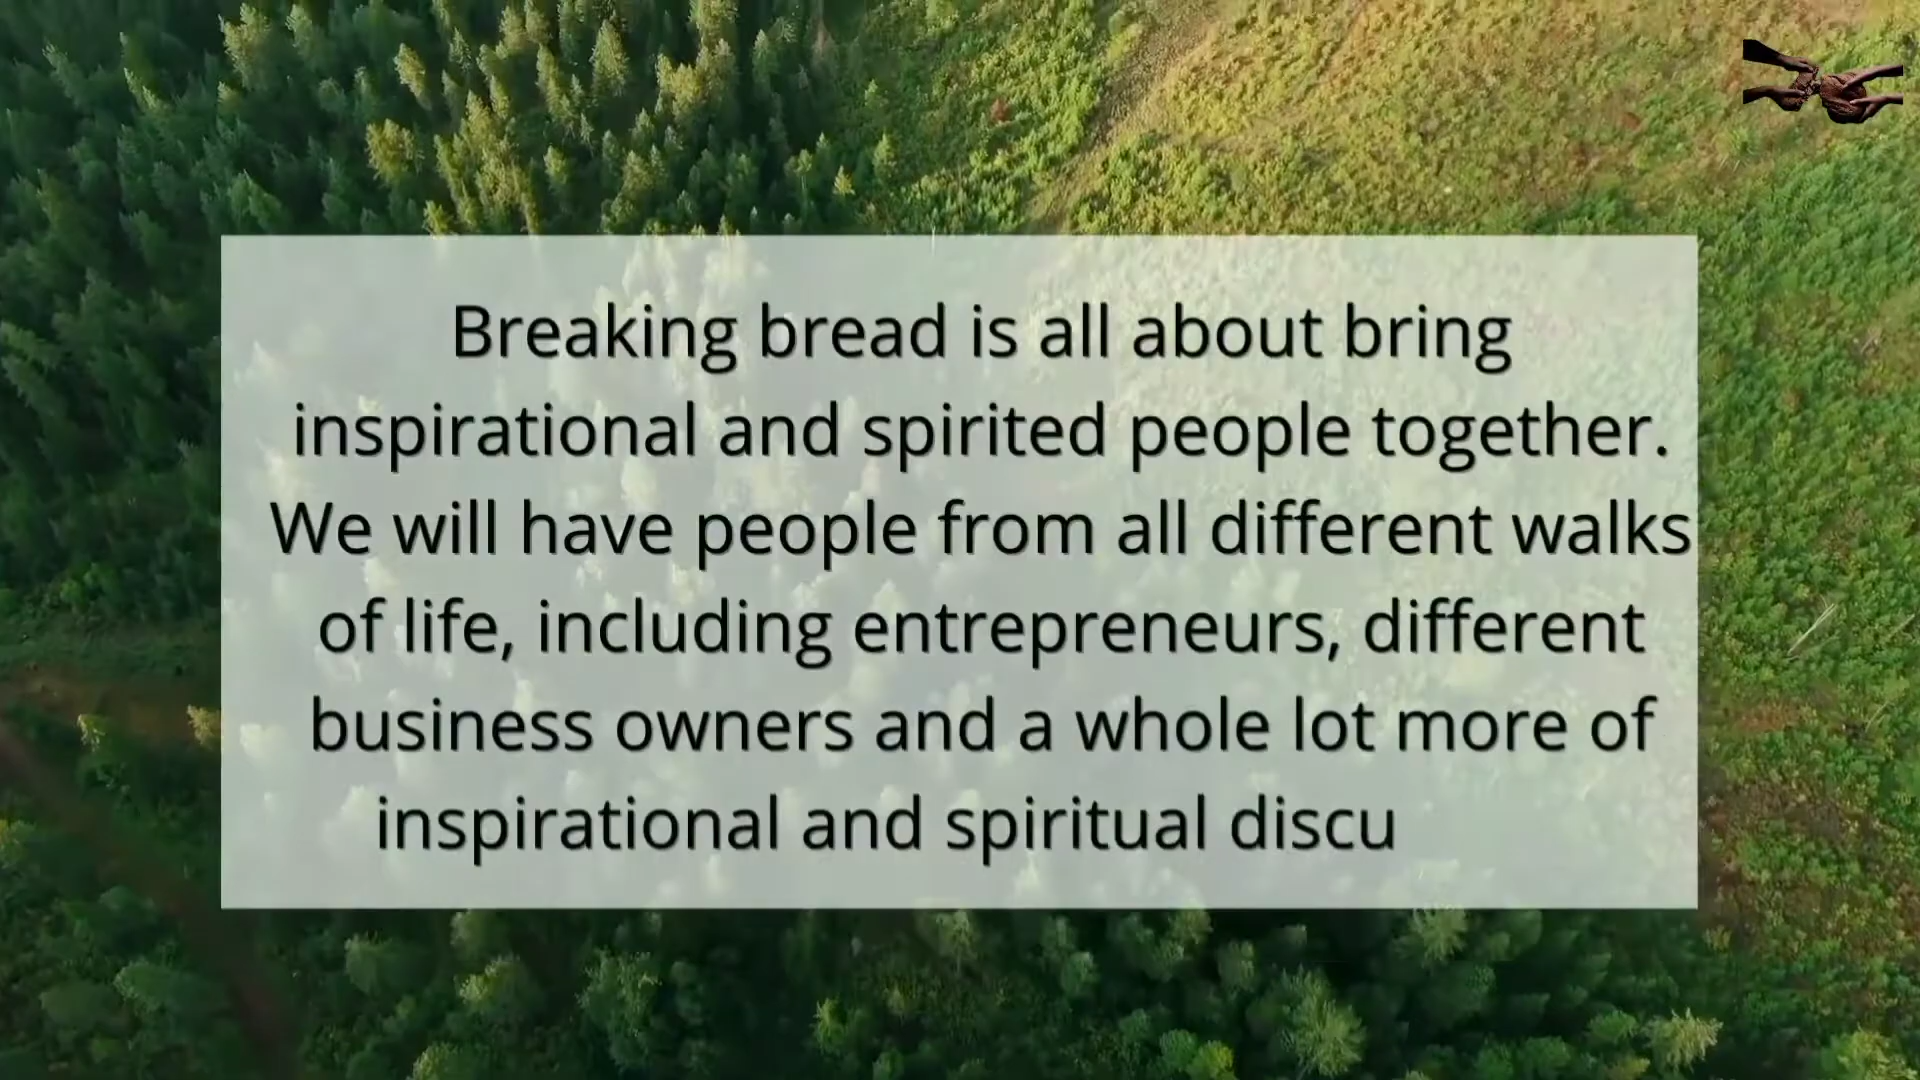 Breaking bread is all about bring
inspirational and spirited people together.
We will have people from all different walks
of life, including entrepreneurs, different
business owners and a whole lot more of
inspirational and spiritual discu